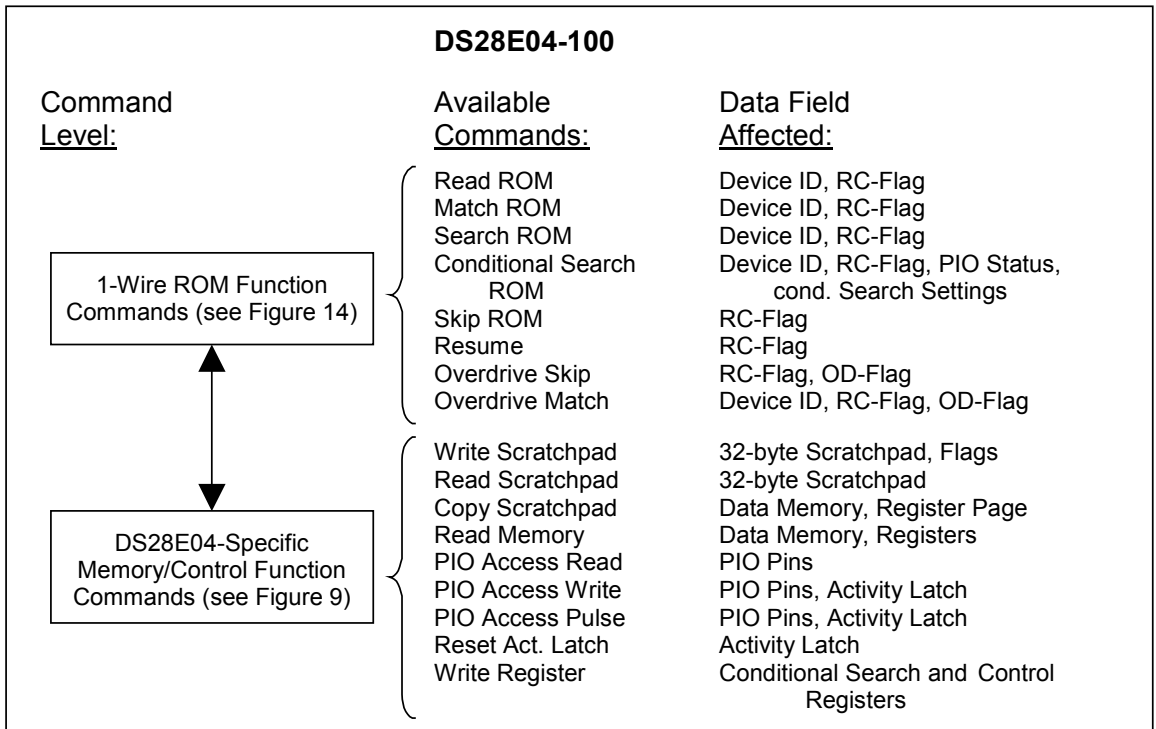 DS28E04-100
Command Available Data Field
Level: Commands: Affected:
Read ROM Device ID, RC-Flag
Match ROM Device ID, RC-Flag
Search ROM Device ID, RC-Flag
Conditional Search Device ID, RC-Flag, PIO Status,
ROM cond. Search Settings
Skip ROM RC-Flag
Resume RC-Flag
Overdrive Skip RC-Flag, OD-Flag
Overdrive Match Device ID, RC-Flag, OD-Flag
1-Wire ROM Function
Commands (see Figure 14)
Write Scratchpad 32-byte Scratchpad, Flags
Read Scratchpad 32-byte Scratchpad
Copy Scratchpad Data Memory, Register Page
Read Memory Data Memory, Registers
PIO Access Read PIO Pins
PIO Access Write PIO Pins, Activity Latch
PIO Access Pulse PIO Pins, Activity Latch
Reset Act. Latch Activity Latch
Write Register Conditional Search and Control
Registers
DS28E04-Specific
Memory/Control Function
Commands (see Figure 9)